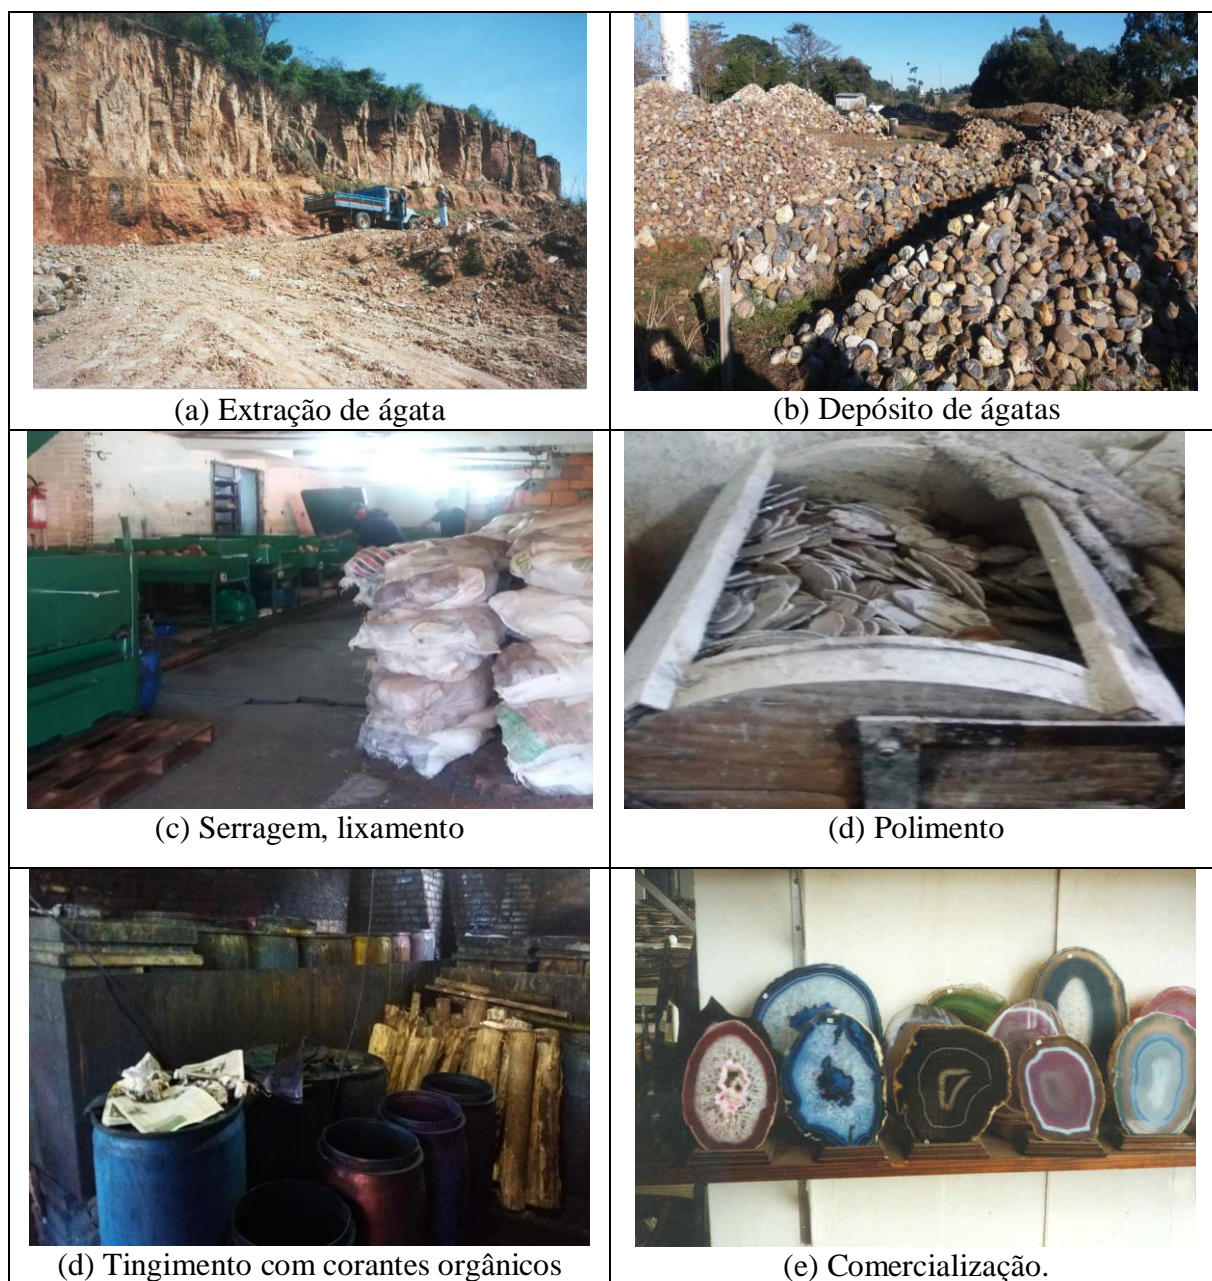 (a) Extração de ágata
(b) Depósito de ágatas
(c) Serragem, lixamento
(d) Polimento
(d) Tingimento com corantes orgânicos
(e) Comercialização.